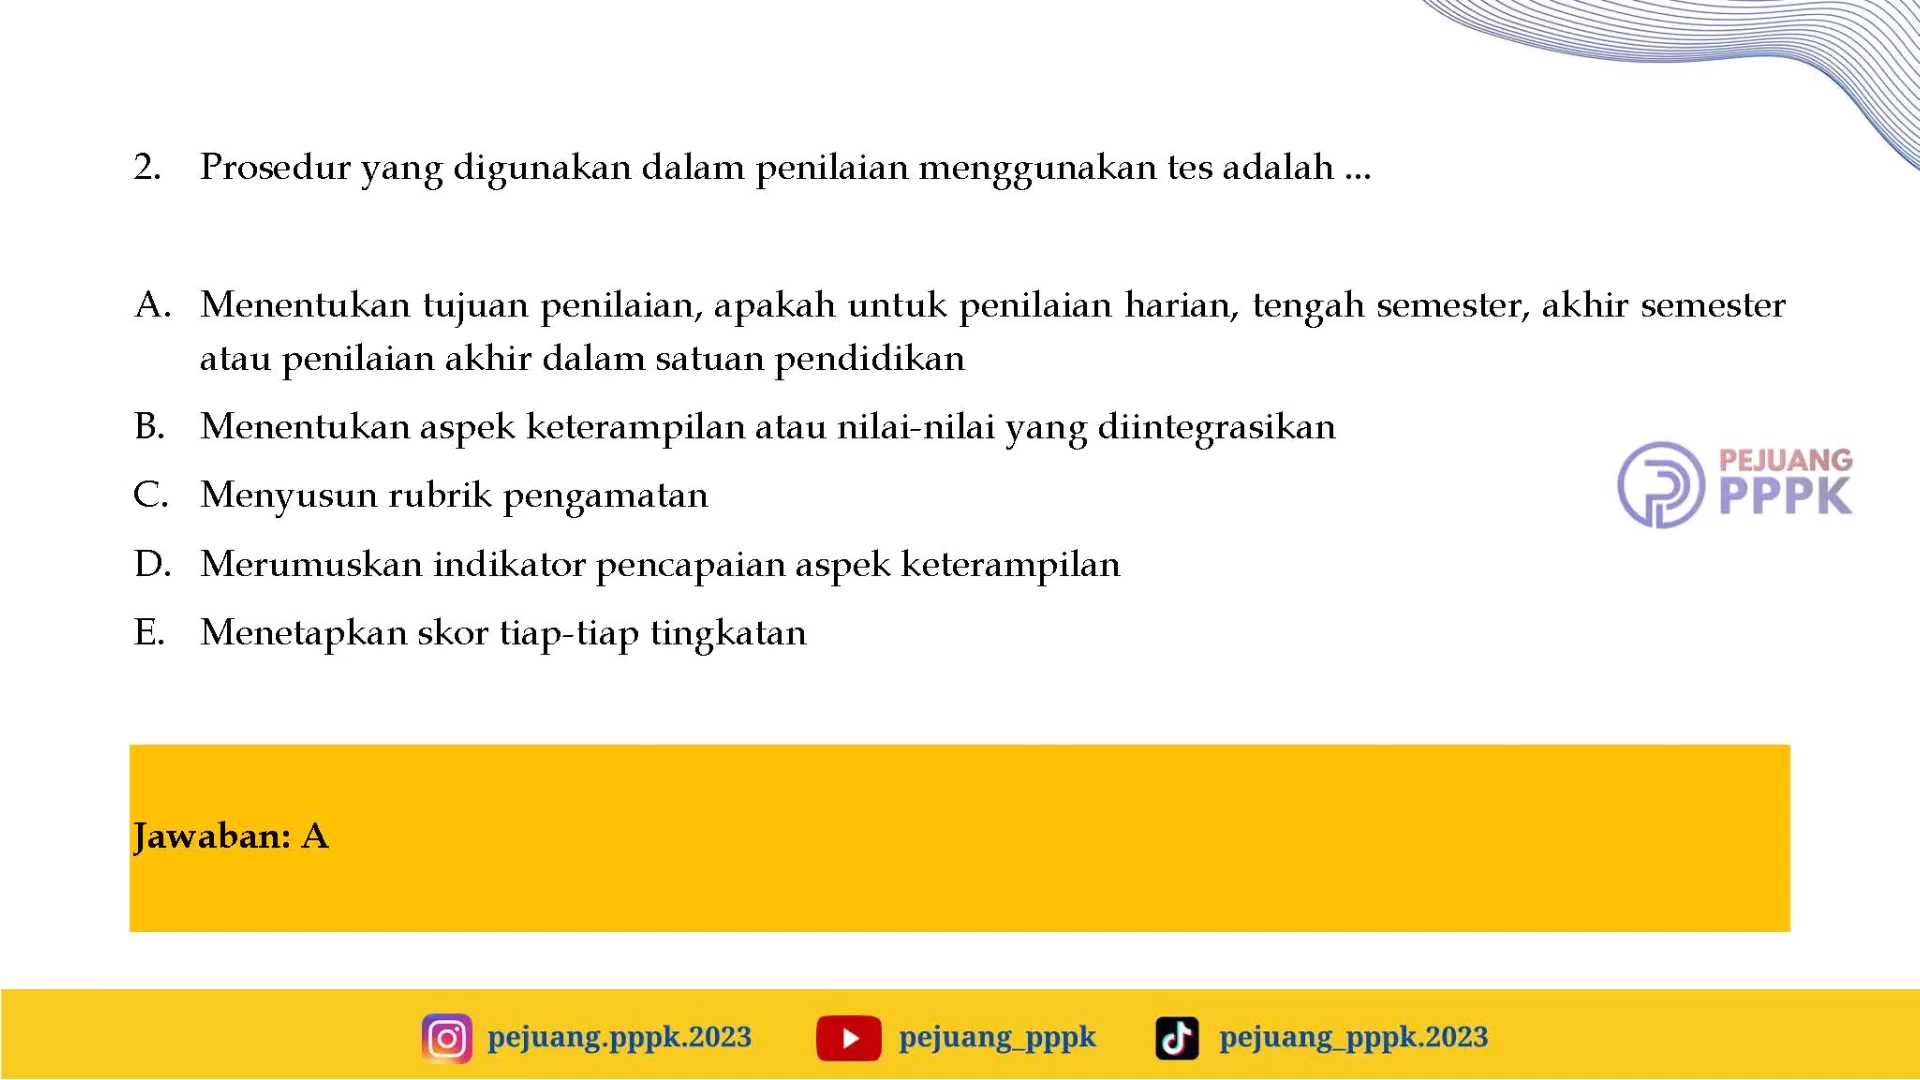 2. Prosedur yang digunakan dalam penilaian menggunakan tes adalah ...
A. Menentukan tujuan penilaian, apakah untuk penilaian harian, tengah semester, akhir semester
atau penilaian akhir dalam satuan pendidikan
B. Menentukan aspek keterampilan atau nilai-nilai yang diintegrasikan
C. Menyusun rubrik pengamatan
D. Merumuskan indikator pencapaian aspek keterampilan
E. Menetapkan skor tiap-tiap tingkatan
PEJUANG
PPPK
Jawaban: A
pejuang.pppk.2023 pejuang_pppk pejuang_pppk.2023